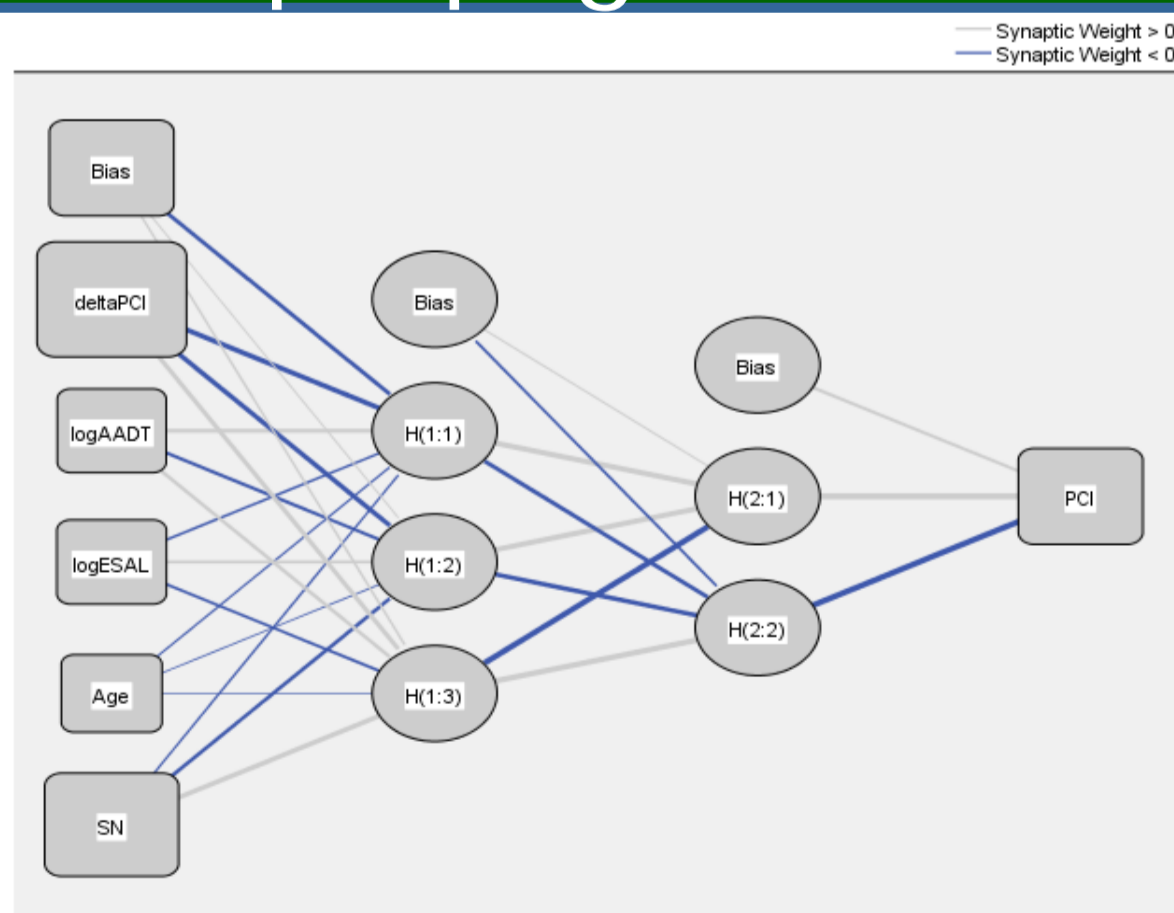 Synaptic Weight > 0
Synaptic Weight < 0
Bias
deltaPCI
logAADT
logESAL
Age
SN
Bias
H(1:1)
H(1:2)
H(1:3)
Bias
H(2:1)
H(2:2)
PCI